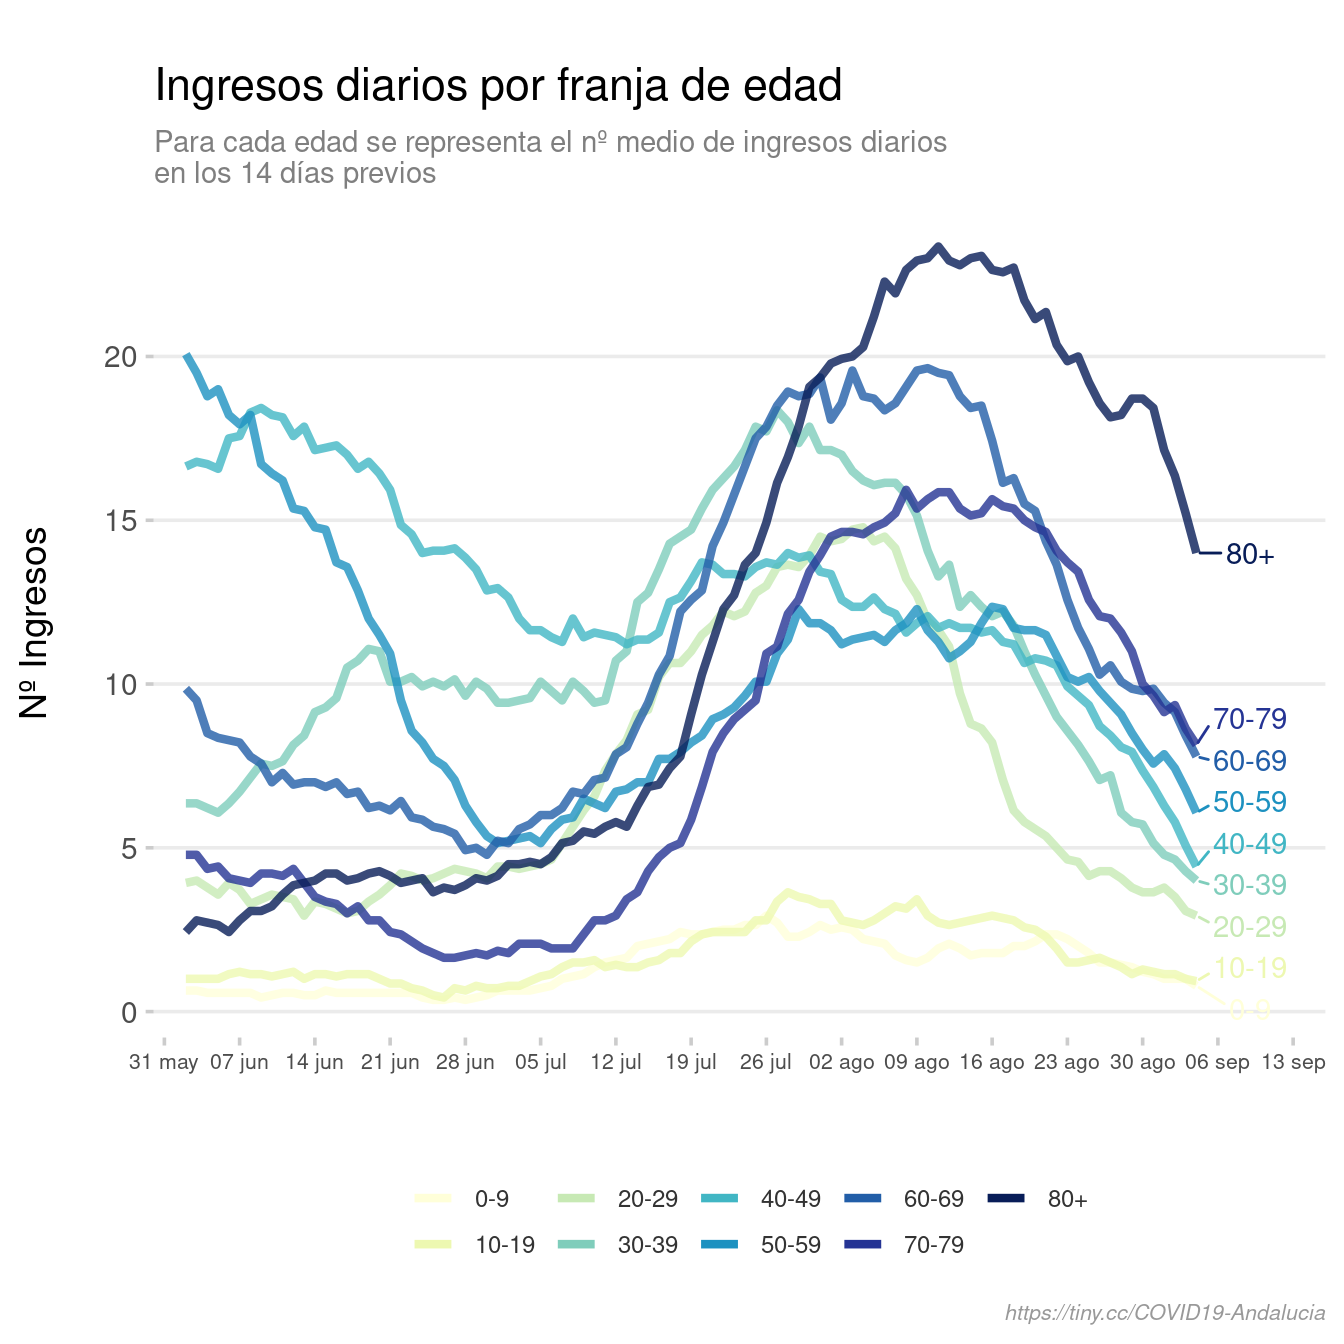 Ingresos diarios por franja de edad
Para cada edad se representa el nº medio de ingresos diarios
en los 14 días previos
Nº Ingresos
20
15
10
5
0
80+
70-79
60-69
50-59
40-49
30-39
20-29
10-19
0-9
31 may 07 jun 14 jun 21 jun 28 jun 05 jul 12 jul 19 jul 26 jul 02 ago 09 ago 16 ago 23 ago 30 ago 06 sep 13 sep
0-9 20-29 40-49 60-69 80+
10-19 30-39 50-59 70-79
https://tiny.cc/COVID19-Andalucia